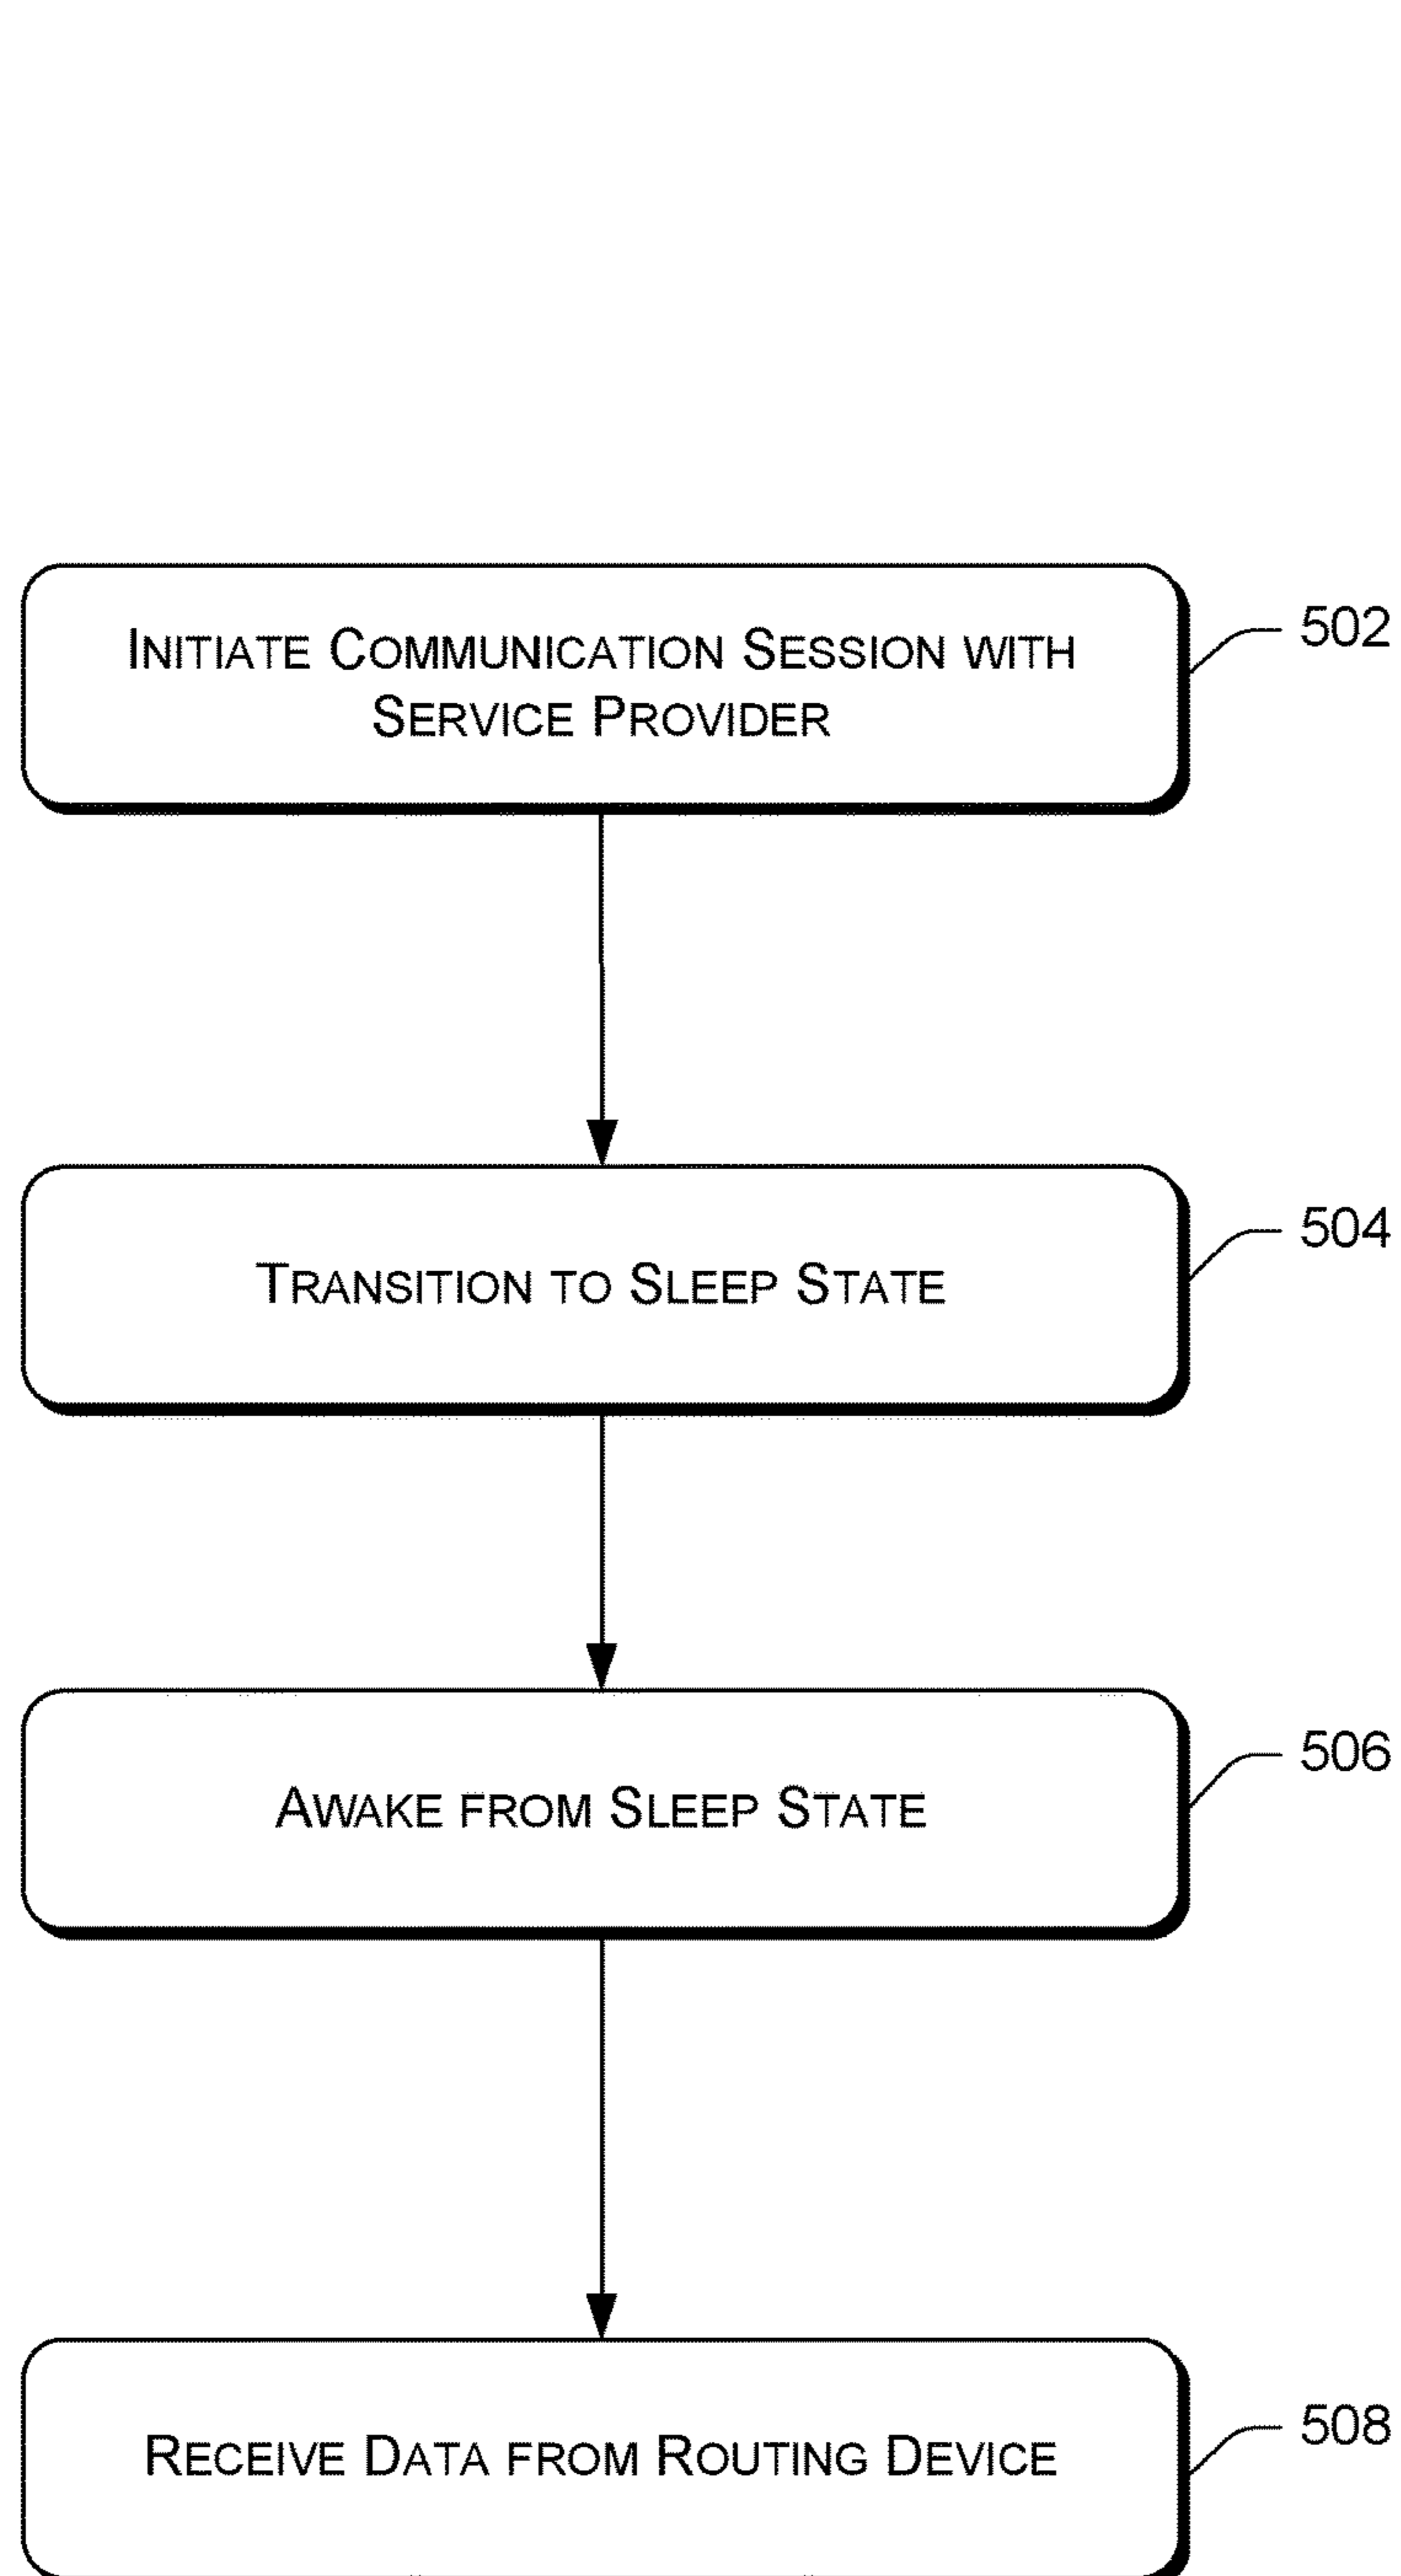 INITIATE COMMUNICATION SESSION WITH
SERVICE PROVIDER
502
TRANSITION TO SLEEP STATE
504
AWAKE FROM SLEEP STATE
506
RECEIVE DATA FROM ROUTING DEVICE
508